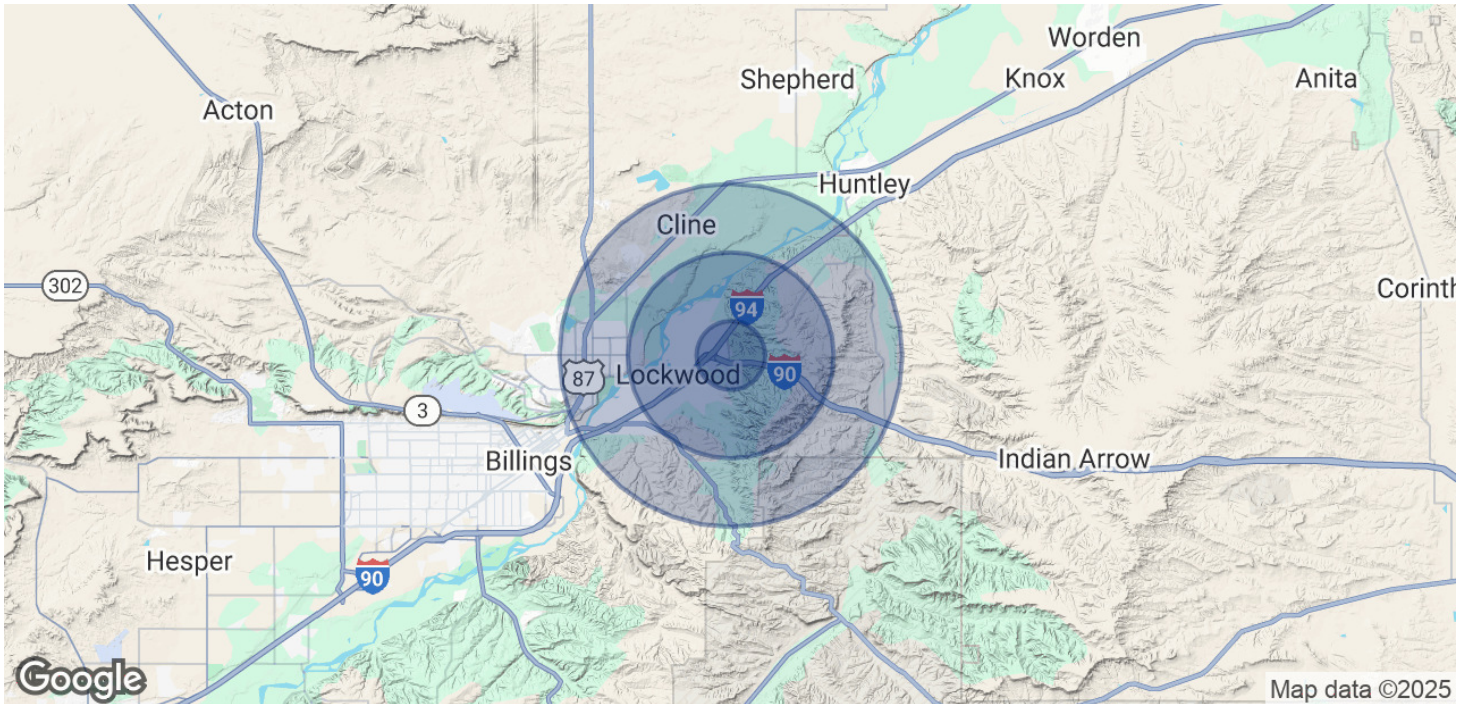 Worden
Shepherd
Knox
Anita
Acton
Huntley
Cline
302
Corinth
94
87
Lockwood
90
3
Billings
Indian Arrow
Hesper
90
Google
Map data ©2025